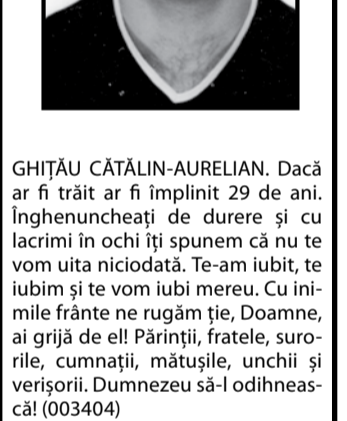 GHIȚĂU CĂTĂLIN-AURELIAN. Dacă
ar fi trăit ar fi împlinit 29 de ani.
Înghenuncheați de durere și cu
lacrimi în ochi îți spunem că nu te
vom uita niciodată. Te-am iubit, te
iubim și te vom iubi mereu. Cu ini-
mile frânte ne rugăm ție, Doamne,
ai grijă de el! Părinții, fratele, suro-
rile, cumnații, mătușile, unchii și
verișorii. Dumnezeu să-l odihneas-
că! (003404)